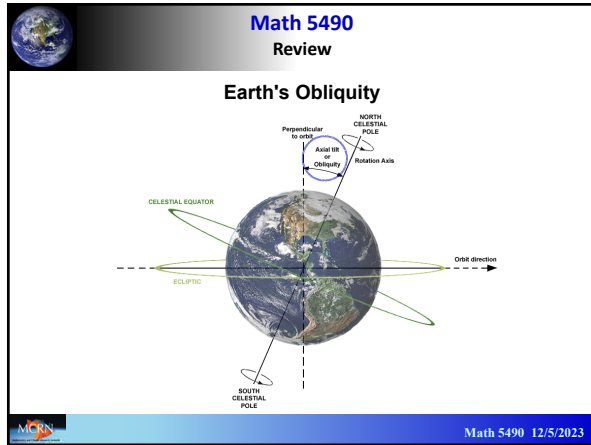 Math 5490
Review
Earth's Obliquity
NORTH
CELESTIAL
POLE
Perpendicular
to orbit
Axial tilt
or
Obliquity
Rotation Axis
CELESTIAL EQUATOR
Orbit direction
ECLIPTIC
SOUTH
CELESTIAL
POLE
MCRN
Math 5490 12/5/2023